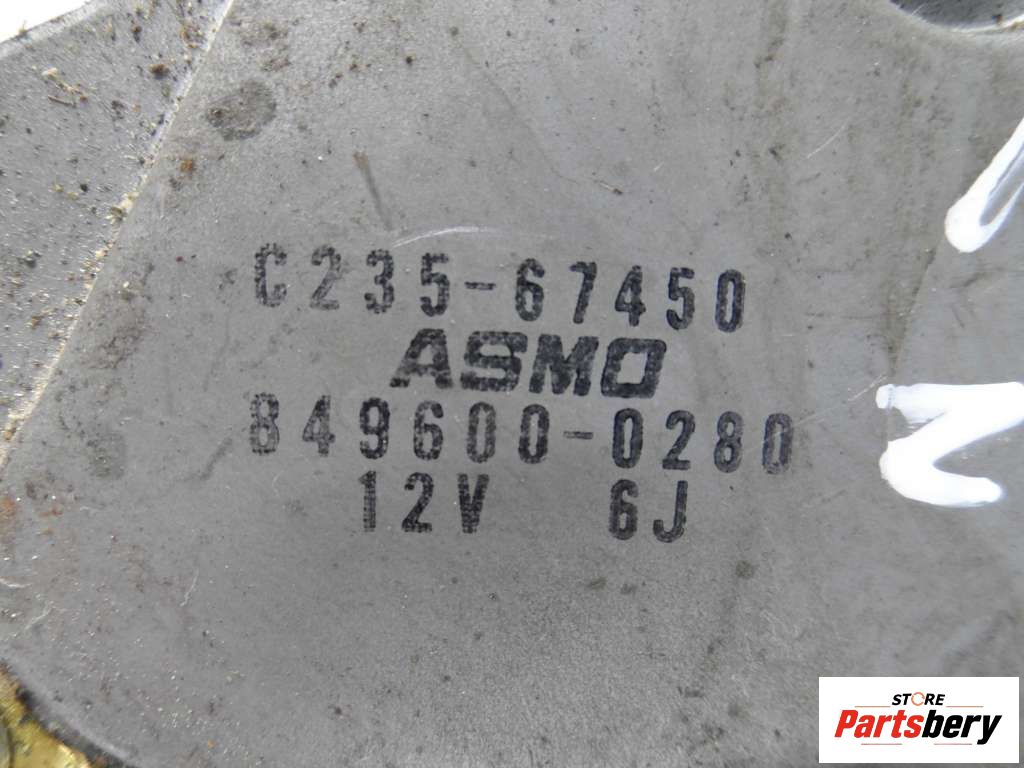 C235-67450
ASMO
849600-0280
12V 6J
STORE
Partsbery